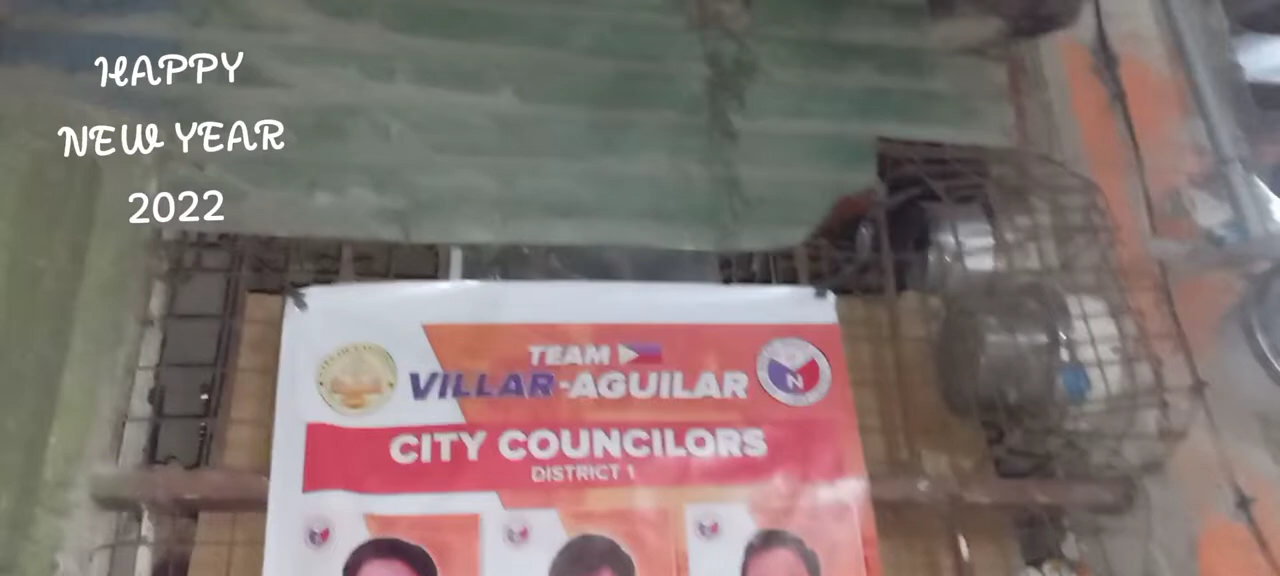 HAPPY
NEW YEAR
2022
TEAM
VILLAR-AGUILAR
N
CITY COUNCILORS
DISTRICT 1